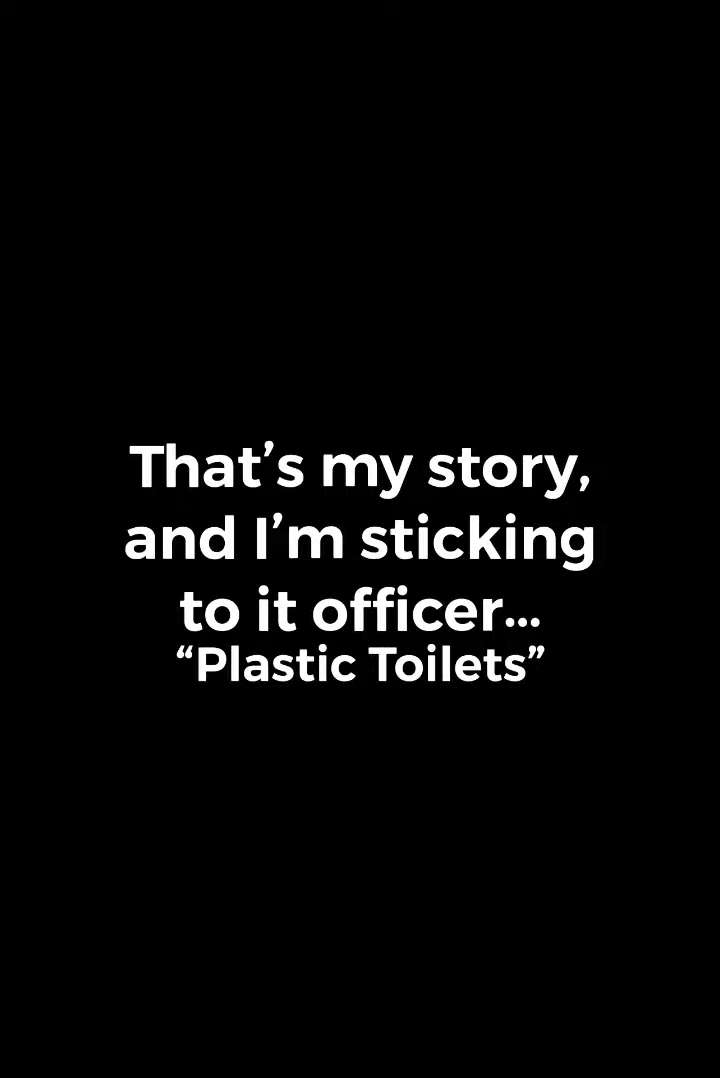 That’s my story,
and I’m sticking
to it officer...
“Plastic Toilets”